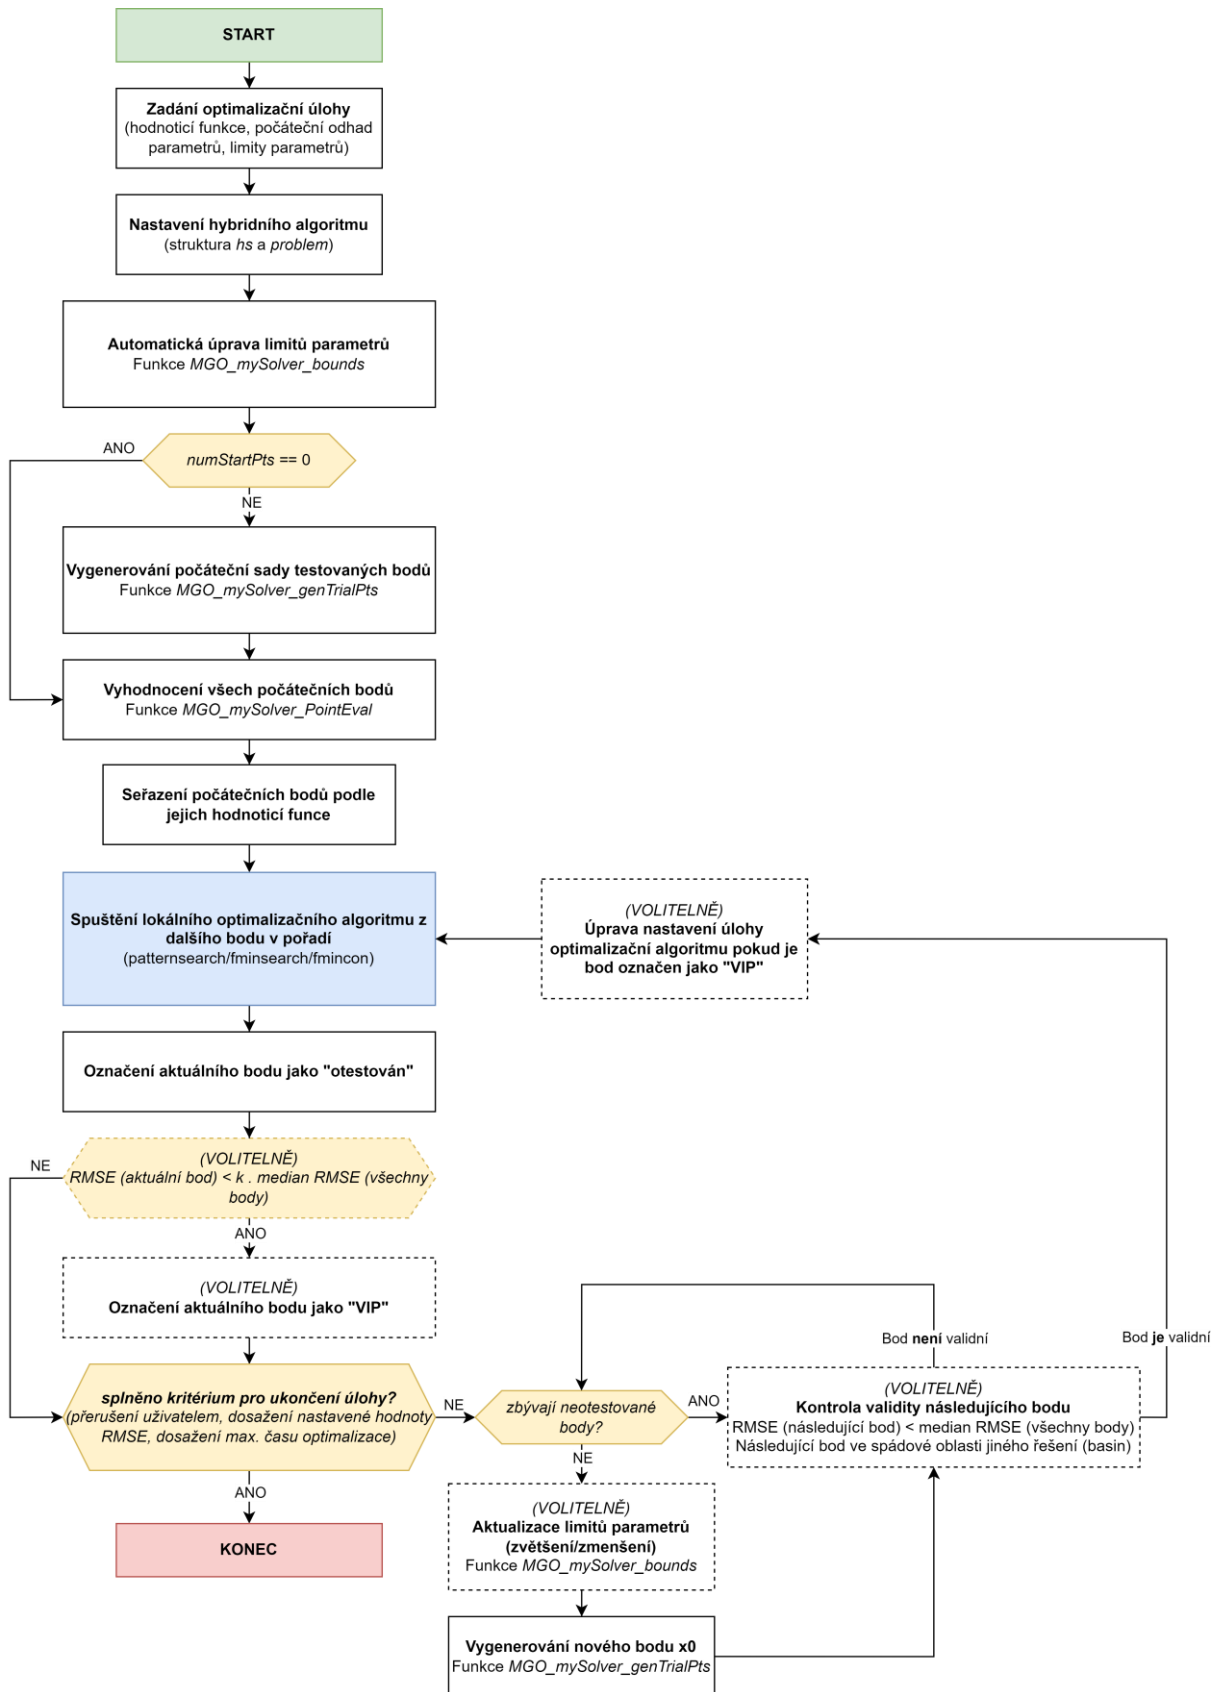 START
Zadání optimalizační úlohy
(hodnoticí funkce, počáteční odhad
parametrů, limity parametrů)
Nastavení hybridního algoritmu
(struktura hs a problem)
Automatická úprava limitů parametrů
Funkce MGO_mySolver_bounds
ANO
numStartPts == 0
NE
Vygenerování počáteční sady testovaných bodů
Funkce MGO_mySolver_genTrialPts
Vyhodnocení všech počátečních bodů
Funkce MGO_mySolver_PointEval
Seřazení počátečních bodů podle
jejich hodnoticí funce
Spuštění lokálního optimalizačního algoritmu z
dalšího bodu v pořadí
(patternsearch/fminsearch/fmincon)
(VOLITELNĚ)
Úprava nastavení úlohy
optimalizační algoritmu pokud je
bod označen jako "VIP"
Označení aktuálního bodu jako "otestován"
NE
(VOLITELNĚ)
RMSE (aktuální bod) < k . median RMSE (všechny
body)
ANO
(VOLITELNĚ)
Označení aktuálního bodu jako "VIP"
Bod není validní
Bod je validní
splněno kritérium pro ukončení úlohy?
(přerušení uživatelem, dosažení nastavené hodnoty
RMSE, dosažení max. času optimalizace)
NE
zbývají neotestované
body?
ANO
(VOLITELNĚ)
Kontrola validity následujícího bodu
RMSE (následující bod) < median RMSE (všechny body)
Následující bod ve spádové oblasti jiného řešení (basin)
NE
ANO
(VOLITELNĚ)
Aktualizace limitů parametrů
(zvětšení/zmenšení)
Funkce MGO_mySolver_bounds
KONEC
Vygenerování nového bodu x0
Funkce MGO_mySolver_genTrialPts